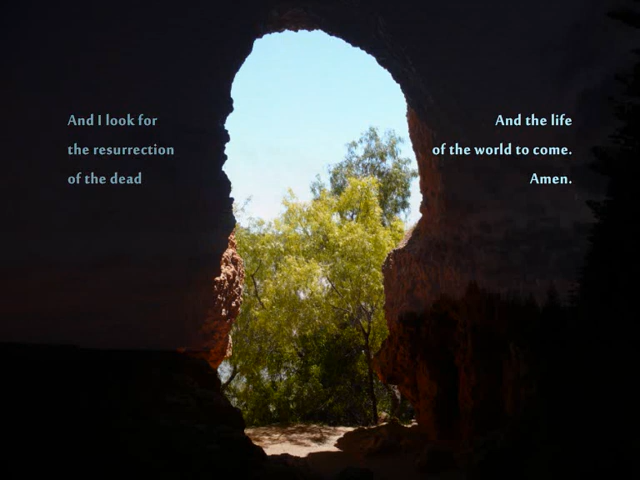 And I look for
the resurrection
of the dead
And the life
of the world to come.
Amen.